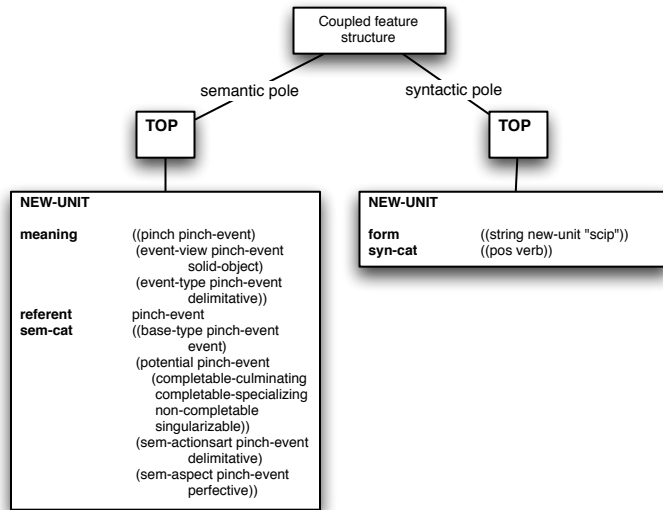 Coupled feature
structure
semantic pole
syntactic pole
TOP
TOP
NEW-UNIT
meaning ((pinch pinch-event)
(event-view pinch-event
solid-object)
(event-type pinch-event
delimitative))
referent pinch-event
sem-cat ((base-type pinch-event
event)
(potential pinch-event
(completable-culminating
completable-specializing
non-completable
singularizable))
(sem-actionsart pinch-event
delimitative)
(sem-aspect pinch-event
perfective))
NEW-UNIT
form ((string new-unit "scip"))
syn-cat ((pos verb))